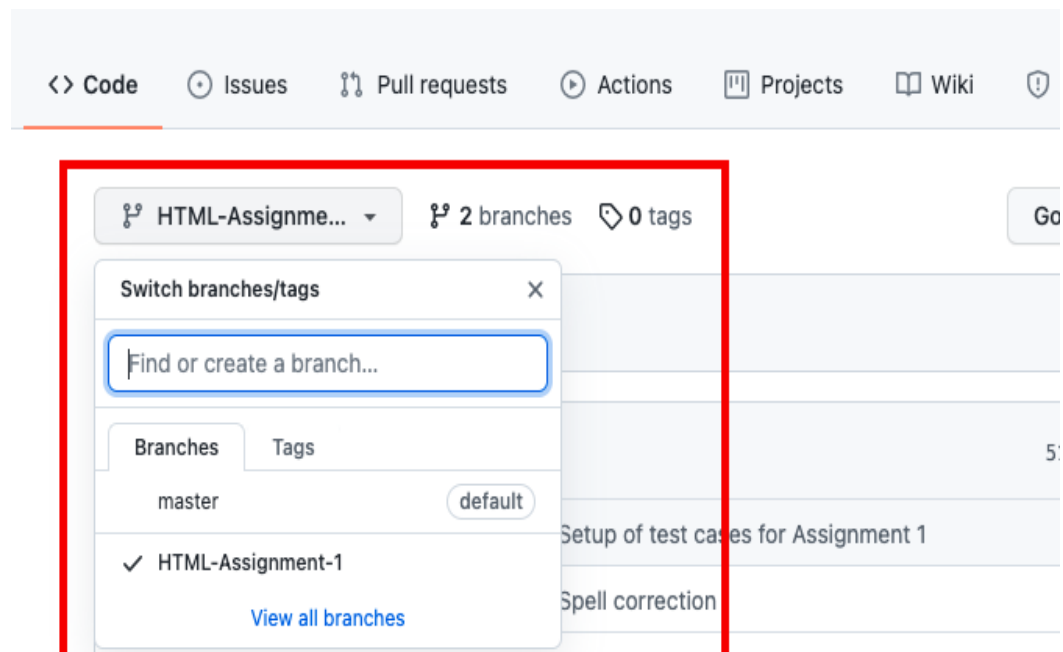 <> Code Issues Pull requests Actions Projects Wiki
HTML-Assignme... 2 branches 0 tags Go
Switch branches/tags
Find or create a branch...
Branches Tags
51
master default
Setup of test cases for Assignment 1
HTML-Assignment-1
Spell correction
View all branches